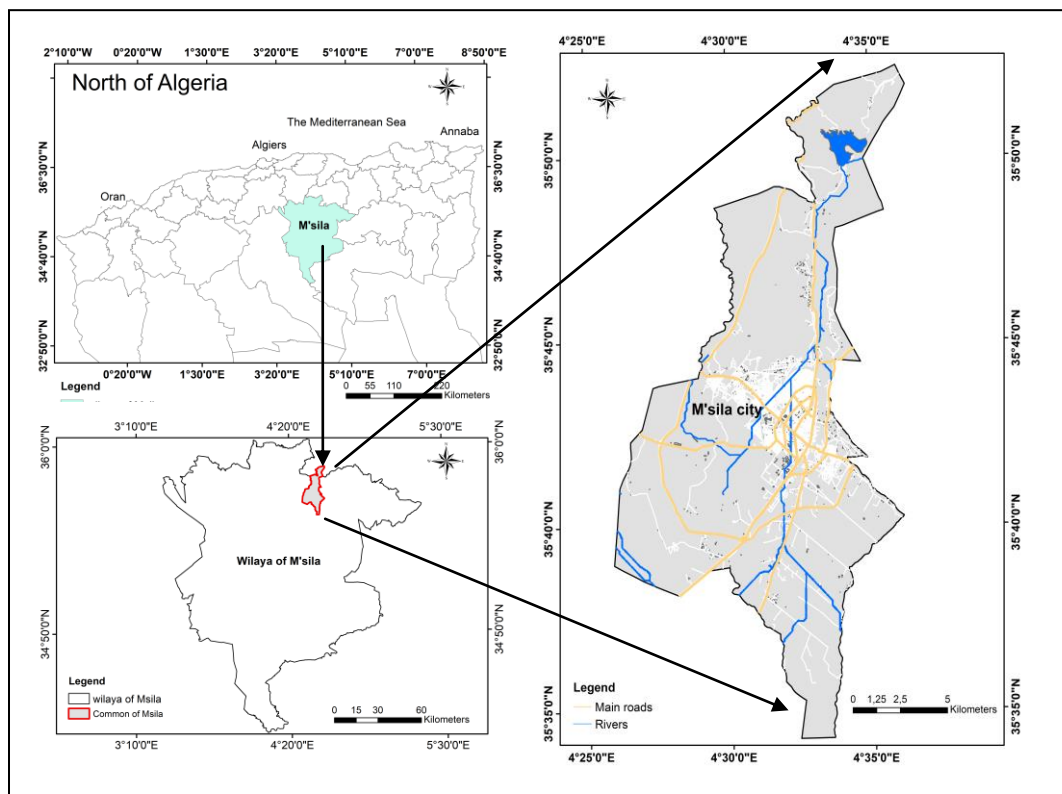 2°10'0"W 0°20'0"W 1°30'0"E 3°20'0"E 5°10'0"E 7°0'0"E 8°50'0"E
North of Algeria
The Mediterranean Sea
Annaba
Algiers
Oran
M'sila
36°30'0"N
34°40'0"N
32°50'0"N
36°30'0"N
34°40'0"N
32°50'0"N
0°20'0"W 1°30'0"E 3°20'0"E 5°10'0"E 7°0'0"E
Legend
0 55 110 220
Kilometers
3°10'0"E 4°20'0"E 5°30'0"E
36°0'0"N
34°50'0"N
36°0'0"N
34°50'0"N
Wilaya of M'sila
Legend
wilaya of Msila
Common of Msila
0 15 30 60
Kilometers
3°10'0"E 4°20'0"E 5°30'0"E
4°25'0"E 4°30'0"E 4°35'0"E
35°50'0"N
35°45'0"N
35°40'0"N
35°35'0"N
35°50'0"N
35°45'0"N
35°40'0"N
35°35'0"N
M'sila city
Legend
Main roads
Rivers
0 1,25 2,5 5
Kilometers
4°25'0"E 4°30'0"E 4°35'0"E